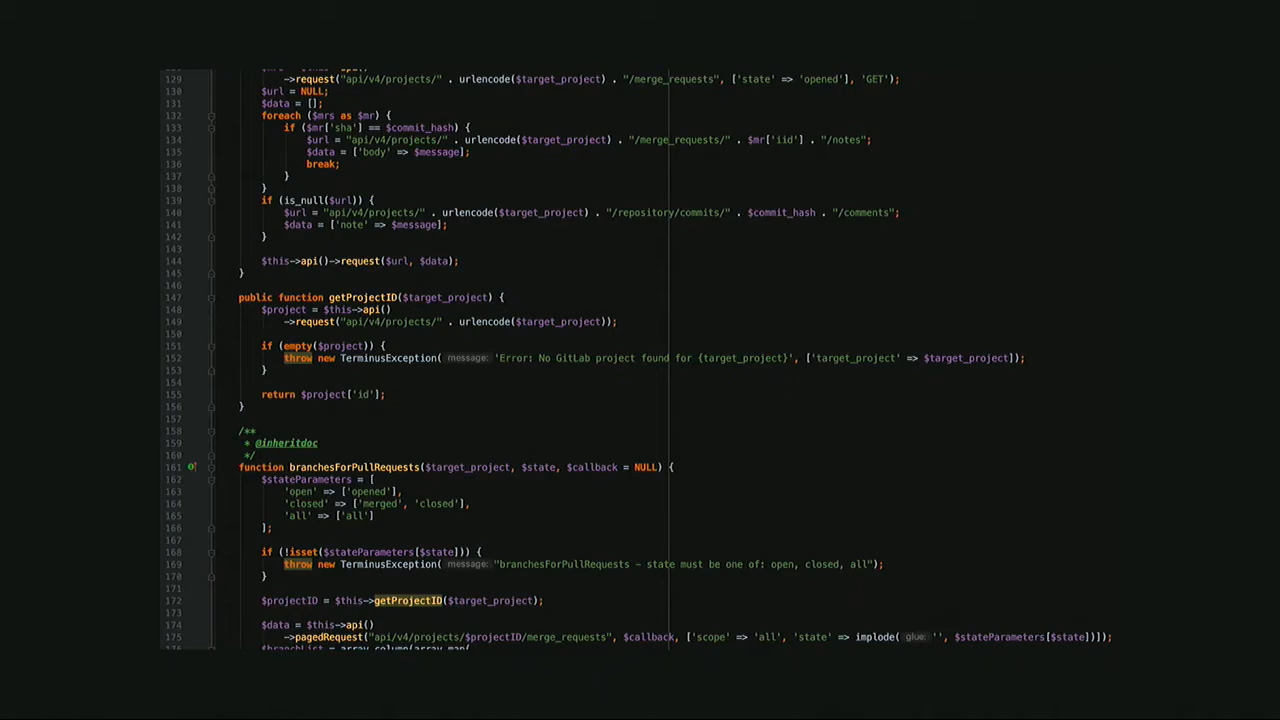 129 ->request("api/v4/projects/" . urlencode($target_project) . "/merge_requests", ['state' => 'opened'], 'GET');
130 $url = NULL;
131 $data = [];
132 foreach ($mrs as $mr) {
133 if ($mr['sha'] == $commit_hash) {
134 $url = "api/v4/projects/" . urlencode($target_project) . "/merge_requests/" . $mr['iid'] . "/notes";
135 $data = ['body' => $message];
136 break;
137 }
138 }
139 if (is_null($url)) {
140 $url = "api/v4/projects/" . urlencode($target_project) . "/repository/commits/" . $commit_hash . "/comments";
141 $data = ['note' => $message];
142 }
143
144 $this->api()->request($url, $data);
145 }
146
147 public function getProjectID($target_project) {
148 $project = $this->api()
149 ->request("api/v4/projects/" . urlencode($target_project));
150
151 if (empty($project)) {
152 throw new TerminusException( message: 'Error: No GitLab project found for {target_project}', ['target_project' => $target_project]);
153 }
154
155 return $project['id'];
156 }
157
158 /**
159 * @inheritdoc
160 */
161 function branchesForPullRequests($target_project, $state, $callback = NULL) {
162 $stateParameters = [
163 'open' => ['opened'],
164 'closed' => ['merged', 'closed'],
165 'all' => ['all']
166 ];
167
168 if (!isset($stateParameters[$state])) {
169 throw new TerminusException( message: "branchesForPullRequests - state must be one of: open, closed, all");
170 }
171
172 $projectID = $this->getProjectID($target_project);
173
174 $data = $this->api()
175 ->pagedRequest("api/v4/projects/$projectID/merge_requests", $callback, ['scope' => 'all', 'state' => implode( glue: '', $stateParameters[$state])]);
176 $branchList = array_column(array_map(